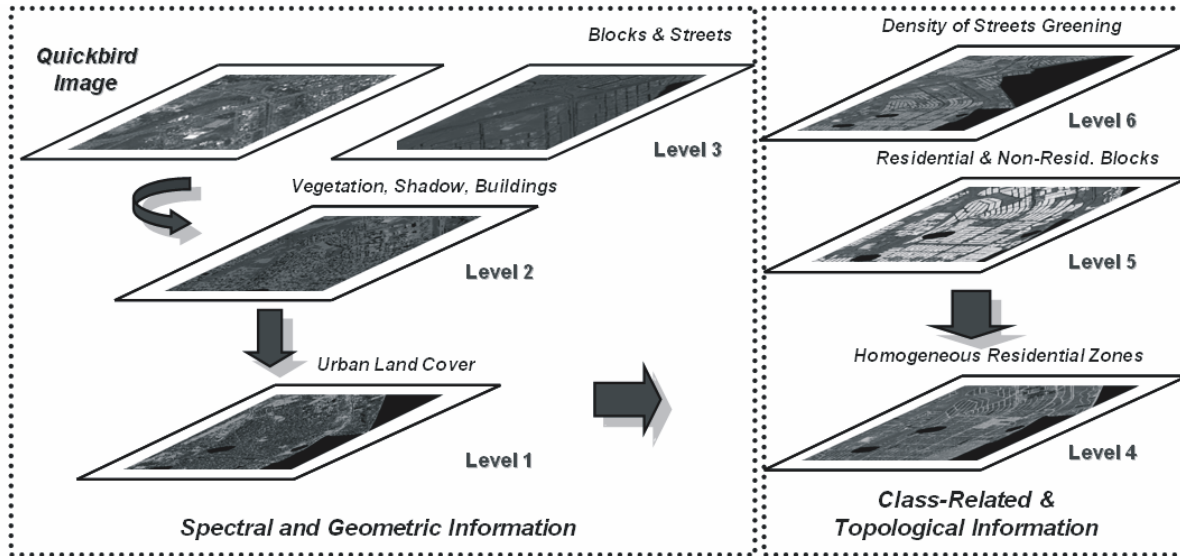 Quickbird
Image
Blocks & Streets
Level 3
Vegetation, Shadow, Buildings
Level 2
Urban Land Cover
Level 1
Spectral and Geometric Information
Density of Streets Greening
Level 6
Residential & Non-Resid. Blocks
Level 5
Homogeneous Residential Zones
Level 4
Class-Related &
Topological Information